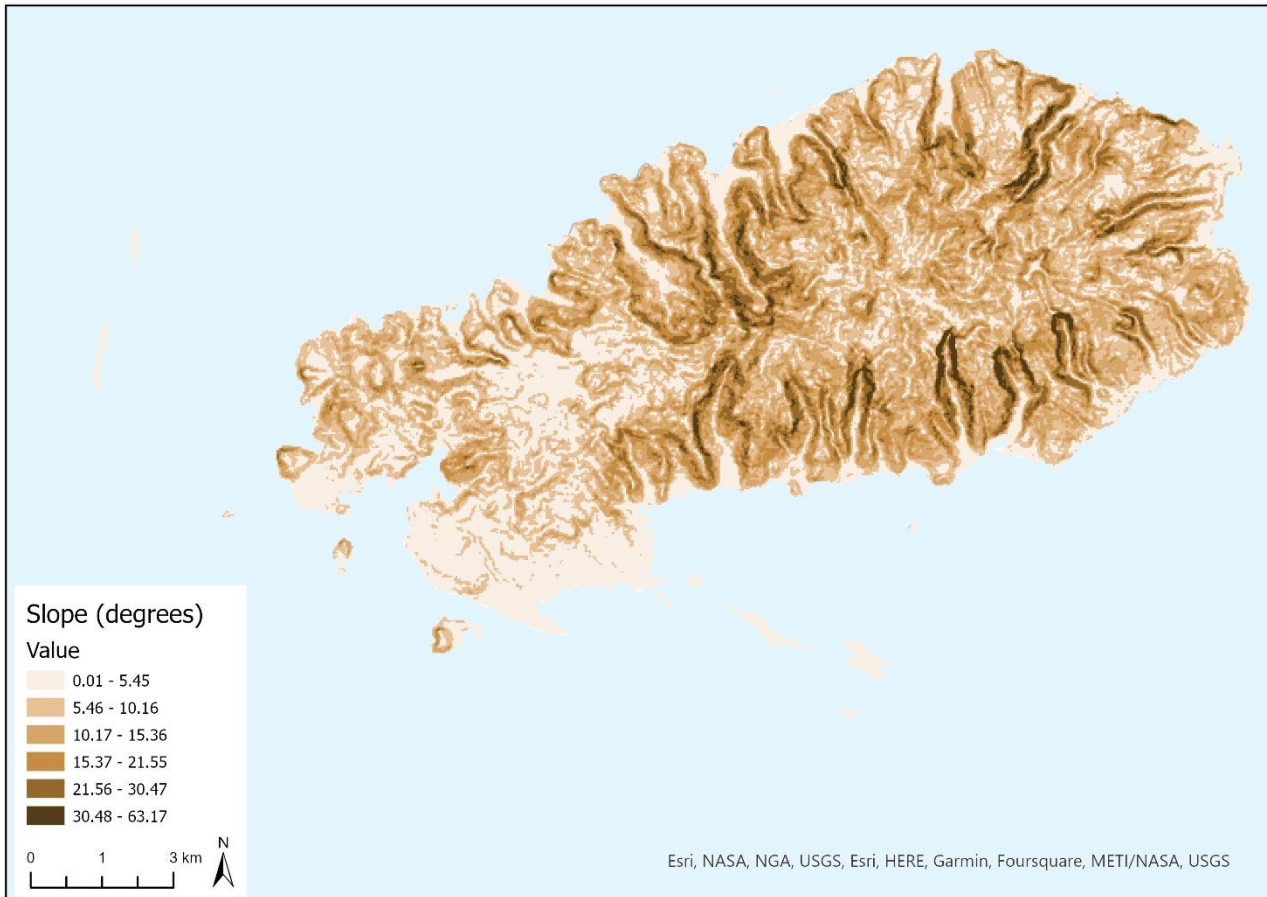 Slope (degrees)
Value
0.01 - 5.45
5.46 - 10.16
10.17 - 15.36
15.37 - 21.55
21.56 - 30.47
30.48 - 63.17
N
0 1 3 km
Esri, NASA, NGA, USGS, Esri, HERE, Garmin, Foursquare, METI/NASA, USGS